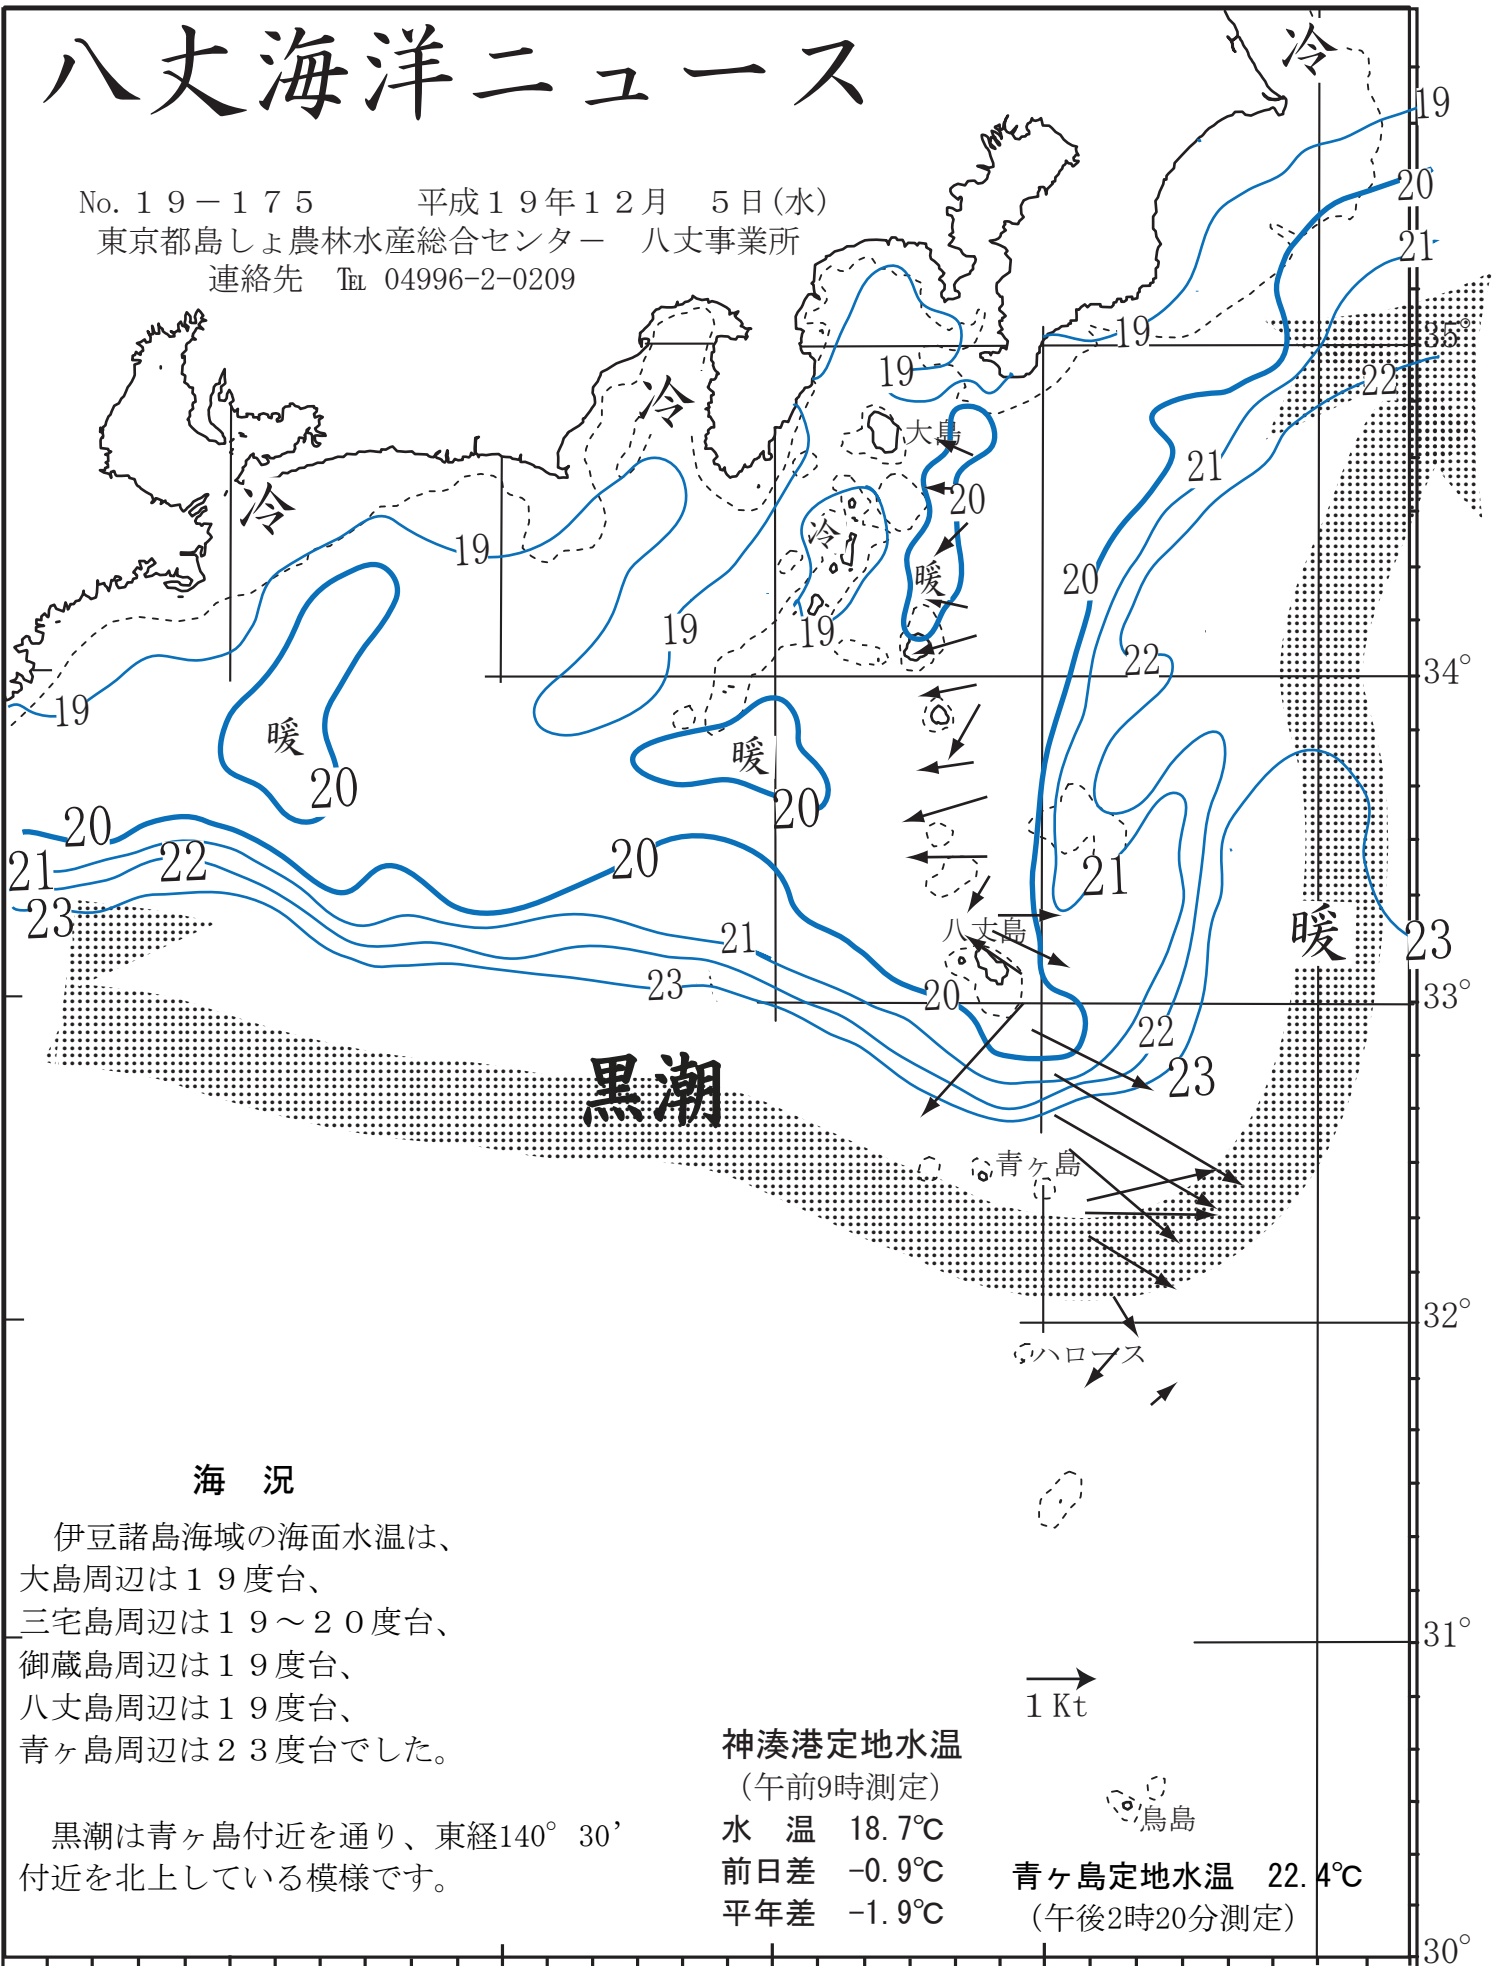 八丈海洋ニュース
No.１９－１７５　　平成１９年１２月　５日(水)
東京都島しょ農林水産総合センター　八丈事業所
連絡先　℡ 04996-2-0209
冷
19
20
21
35°
19
19
22
冷
大島
21
冷
20
冷
19
暖
20
19
19
22
34°
19
暖
暖
20
20
20
20
21
22
21
23
八丈島
暖
23
21
23
20
33°
22
黒潮
23
青ヶ島
32°
ハロース
海　況
伊豆諸島海域の海面水温は、
大島周辺は１９度台、
三宅島周辺は１９～２０度台、
御蔵島周辺は１９度台、
八丈島周辺は１９度台、
青ヶ島周辺は２３度台でした。
黒潮は青ヶ島付近を通り、東経140°30’
付近を北上している模様です。
31°
１Kt
神湊港定地水温
（午前9時測定）
水　温　18.7℃
前日差　-0.9℃
平年差　-1.9℃
鳥島
青ヶ島定地水温　22.4℃
（午後2時20分測定）
30°